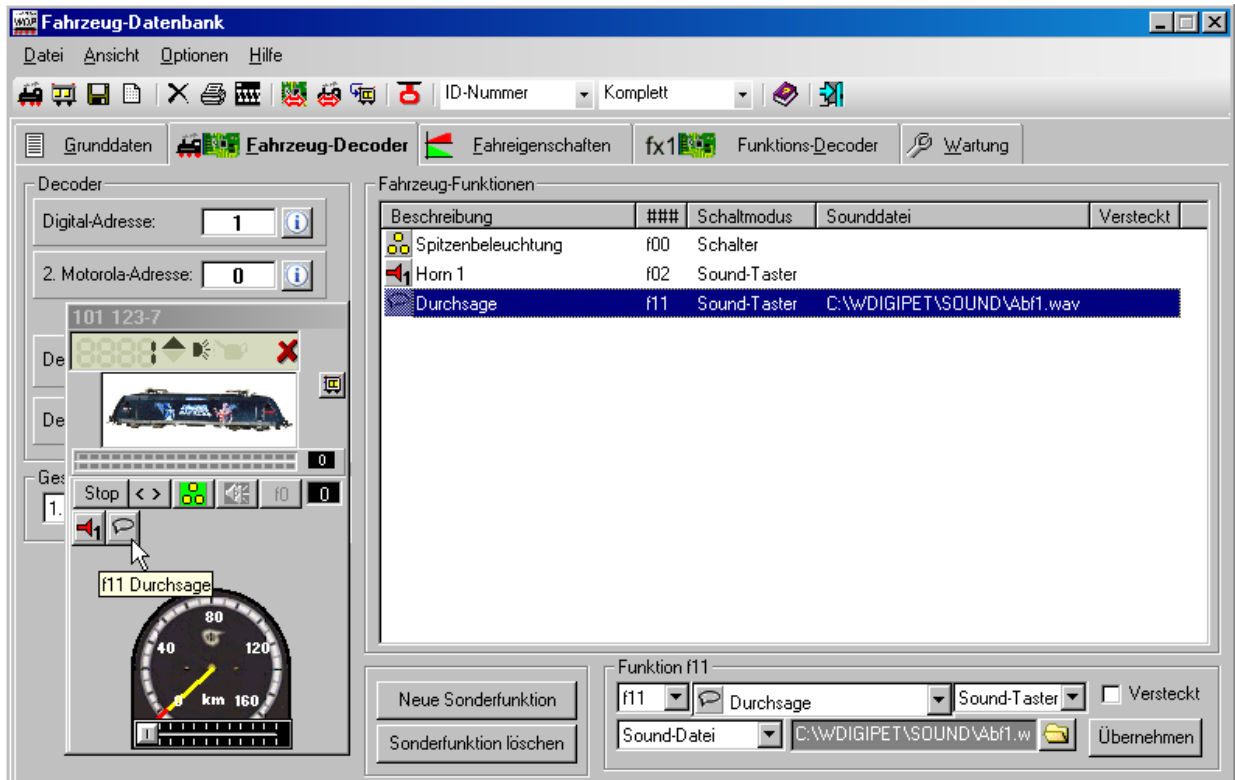 Fahrzeug-Datenbank
Datei Ansicht Optionen Hilfe
ID-Nummer Komplett
Grunddaten Fahrzeug-Decoder Fahreigenschaften fx1 Funktions-Decoder Wartung
Decoder
Digital-Adresse: 1
2. Motorola-Adresse: 0
De
De
Ges
1.
101 123-7
1
0
Stop < > f0 0
1
f11 Durchsage
80
40 120
0 km 160
Fahrzeug-Funktionen
Beschreibung ### Schaltmodus Sounddatei Versteckt
Spitzenbeleuchtung f00 Schalter
1 Horn 1 f02 Sound-Taster
Durchsage f11 Sound-Taster C:\WDIGIPET\SOUND\Abf1.wav
Neue Sonderfunktion
Sonderfunktion löschen
Funktion f11
f11 Durchsage Sound-Taster Versteckt
Sound-Datei C:\WDIGIPET\SOUND\Abf1.w Übernehmen